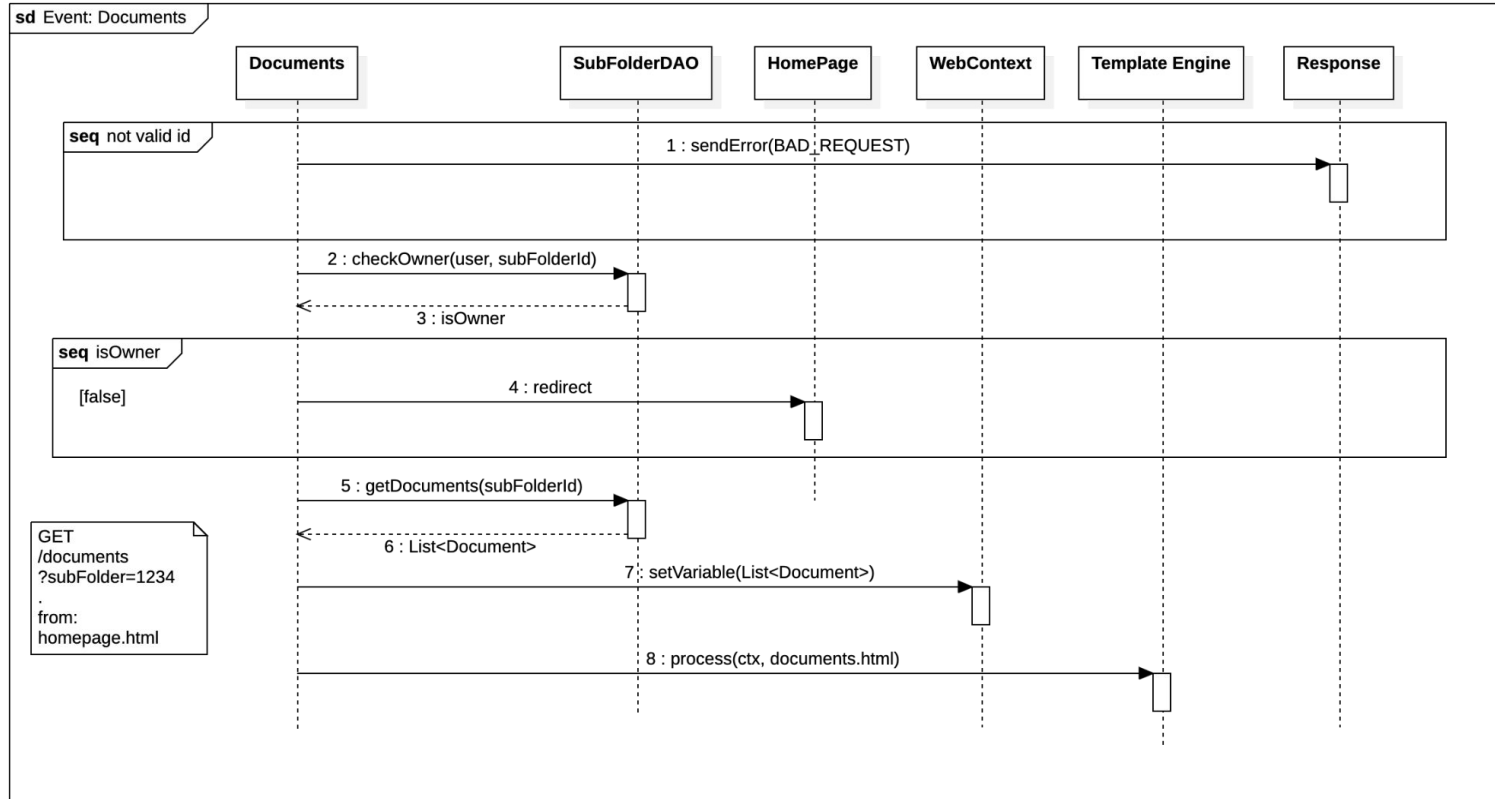 sd Event: Documents
Documents
SubFolderDAO
HomePage
WebContext
Template Engine
Response
seq not valid id
1 : sendError(BAD_REQUEST)
2 : checkOwner(user, subFolderId)
3 : isOwner
seq isOwner
[false]
4 : redirect
5 : getDocuments(subFolderId)
6 : List<Document>
GET
/documents
?subFolder=1234
.
from:
homepage.html
7 : setVariable(List<Document>)
8 : process(ctx, documents.html)